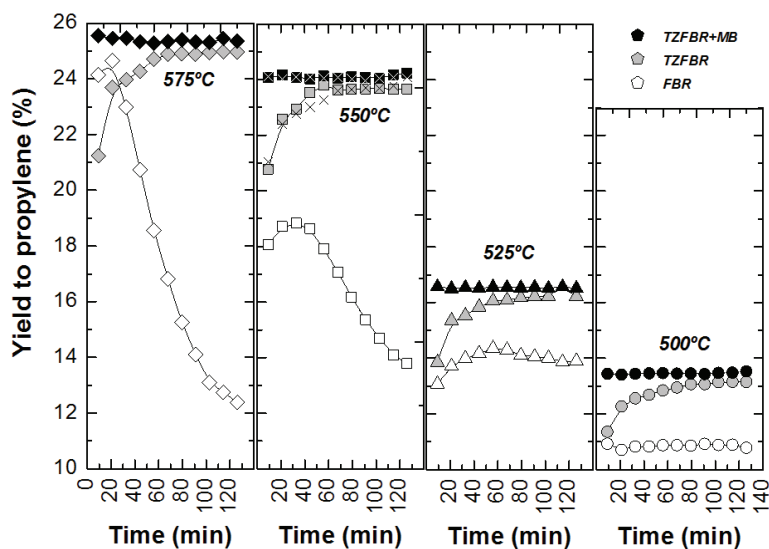 26
24
22
20
18
16
14
12
10
Yield to propylene (%)
575ºC
550ºC
525ºC
500ºC
TZFBR+MB
TZFBR
FBR
0 20 40 60 80 100 120
20 40 60 80 100 120
20 40 60 80 100 120
20 40 60 80 100 120 140
Time (min) Time (min) Time (min) Time (min)